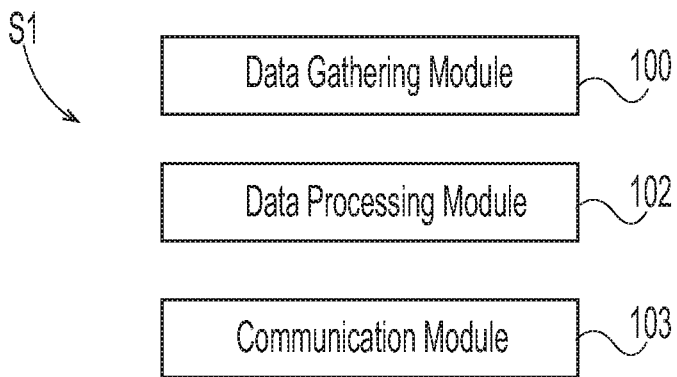 S1
Data Gathering Module
100
Data Processing Module
102
Communication Module
103